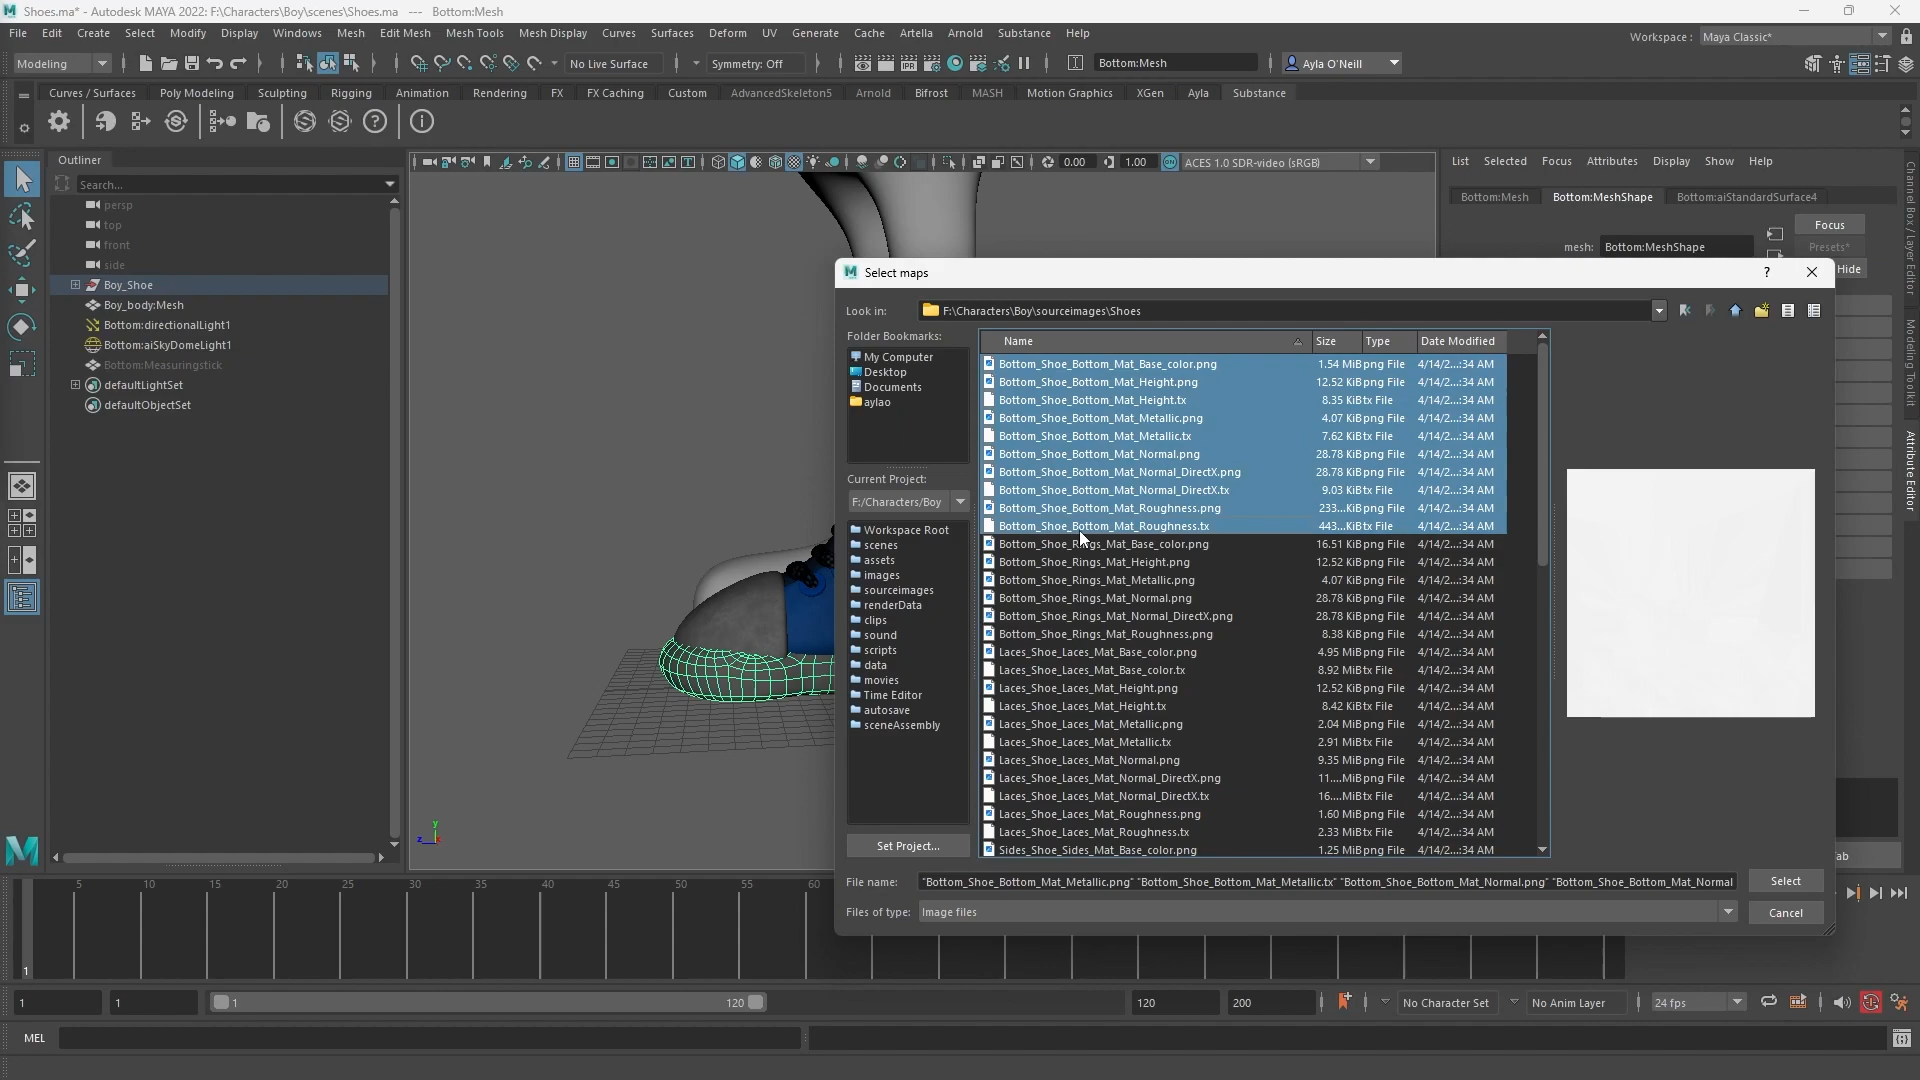 Shoes.ma* - Autodesk MAYA 2022: F:\Characters\Boy\scenes\Shoes.ma --- Bottom:Mesh
File Edit Create Select Modify Display Windows Mesh Edit Mesh Mesh Tools Mesh Display Curves Surfaces Deform UV Generate Cache Artella Arnold Substance Help
Workspace : Maya Classic*
Modeling No Live Surface Symmetry: Off Bottom:Mesh Ayla O'Neill
Curves / Surfaces Poly Modeling Sculpting Rigging Animation Rendering FX FX Caching Custom AdvancedSkeleton5 Arnold Bifrost MASH Motion Graphics XGen Ayla Substance
Outliner
Search...
persp
top
front
side
Boy_Shoe
Boy_body:Mesh
Bottom:directionalLight1
Bottom:aiSkyDomeLight1
Bottom:Measuringstick
defaultLightSet
defaultObjectSet
0.00 1.00 ACES 1.0 SDR-video (sRGB)
List Selected Focus Attributes Display Show Help
Bottom:Mesh Bottom:MeshShape Bottom:aiStandardSurface4
Focus
mesh: Bottom:MeshShape Presets*
Hide
Channel Box / Layer Editor
Modeling Toolkit
Attribute Editor
Select maps
?
Look in: F:\Characters\Boy\sourceimages\Shoes
Folder Bookmarks:
My Computer
Desktop
Documents
aylao
Current Project:
F:/Characters/Boy
Workspace Root
scenes
assets
images
sourceimages
renderData
clips
sound
scripts
data
movies
Time Editor
autosave
sceneAssembly
Set Project...
Name Size Type Date Modified
Bottom_Shoe_Bottom_Mat_Base_color.png 1.54 MiB png File 4/14/2...:34 AM
Bottom_Shoe_Bottom_Mat_Height.png 12.52 KiB png File 4/14/2...:34 AM
Bottom_Shoe_Bottom_Mat_Height.tx 8.35 KiB tx File 4/14/2...:34 AM
Bottom_Shoe_Bottom_Mat_Metallic.png 4.07 KiB png File 4/14/2...:34 AM
Bottom_Shoe_Bottom_Mat_Metallic.tx 7.62 KiB tx File 4/14/2...:34 AM
Bottom_Shoe_Bottom_Mat_Normal.png 28.78 KiB png File 4/14/2...:34 AM
Bottom_Shoe_Bottom_Mat_Normal_DirectX.png 28.78 KiB png File 4/14/2...:34 AM
Bottom_Shoe_Bottom_Mat_Normal_DirectX.tx 9.03 KiB tx File 4/14/2...:34 AM
Bottom_Shoe_Bottom_Mat_Roughness.png 233...KiB png File 4/14/2...:34 AM
Bottom_Shoe_Bottom_Mat_Roughness.tx 443...KiB tx File 4/14/2...:34 AM
Bottom_Shoe_Rings_Mat_Base_color.png 16.51 KiB png File 4/14/2...:34 AM
Bottom_Shoe_Rings_Mat_Height.png 12.52 KiB png File 4/14/2...:34 AM
Bottom_Shoe_Rings_Mat_Metallic.png 4.07 KiB png File 4/14/2...:34 AM
Bottom_Shoe_Rings_Mat_Normal.png 28.78 KiB png File 4/14/2...:34 AM
Bottom_Shoe_Rings_Mat_Normal_DirectX.png 28.78 KiB png File 4/14/2...:34 AM
Bottom_Shoe_Rings_Mat_Roughness.png 8.38 KiB png File 4/14/2...:34 AM
Laces_Shoe_Laces_Mat_Base_color.png 4.95 MiB png File 4/14/2...:34 AM
Laces_Shoe_Laces_Mat_Base_color.tx 8.92 MiB tx File 4/14/2...:34 AM
Laces_Shoe_Laces_Mat_Height.png 12.52 KiB png File 4/14/2...:34 AM
Laces_Shoe_Laces_Mat_Height.tx 8.42 KiB tx File 4/14/2...:34 AM
Laces_Shoe_Laces_Mat_Metallic.png 2.04 MiB png File 4/14/2...:34 AM
Laces_Shoe_Laces_Mat_Metallic.tx 2.91 MiB tx File 4/14/2...:34 AM
Laces_Shoe_Laces_Mat_Normal.png 9.35 MiB png File 4/14/2...:34 AM
Laces_Shoe_Laces_Mat_Normal_DirectX.png 11....MiB png File 4/14/2...:34 AM
Laces_Shoe_Laces_Mat_Normal_DirectX.tx 16....MiB tx File 4/14/2...:34 AM
Laces_Shoe_Laces_Mat_Roughness.png 1.60 MiB png File 4/14/2...:34 AM
Laces_Shoe_Laces_Mat_Roughness.tx 2.33 MiB tx File 4/14/2...:34 AM
Sides_Shoe_Sides_Mat_Base_color.png 1.25 MiB png File 4/14/2...:34 AM
File name: "Bottom_Shoe_Bottom_Mat_Metallic.png" "Bottom_Shoe_Bottom_Mat_Metallic.tx" "Bottom_Shoe_Bottom_Mat_Normal.png" "Bottom_Shoe_Bottom_Mat_Normal
Select
Files of type: Image files
Cancel
ab
y
z
5 10 15 20 25 30 35 40 45 50 55 60
1
1 1 1 120 120 200 No Character Set No Anim Layer 24 fps
MEL